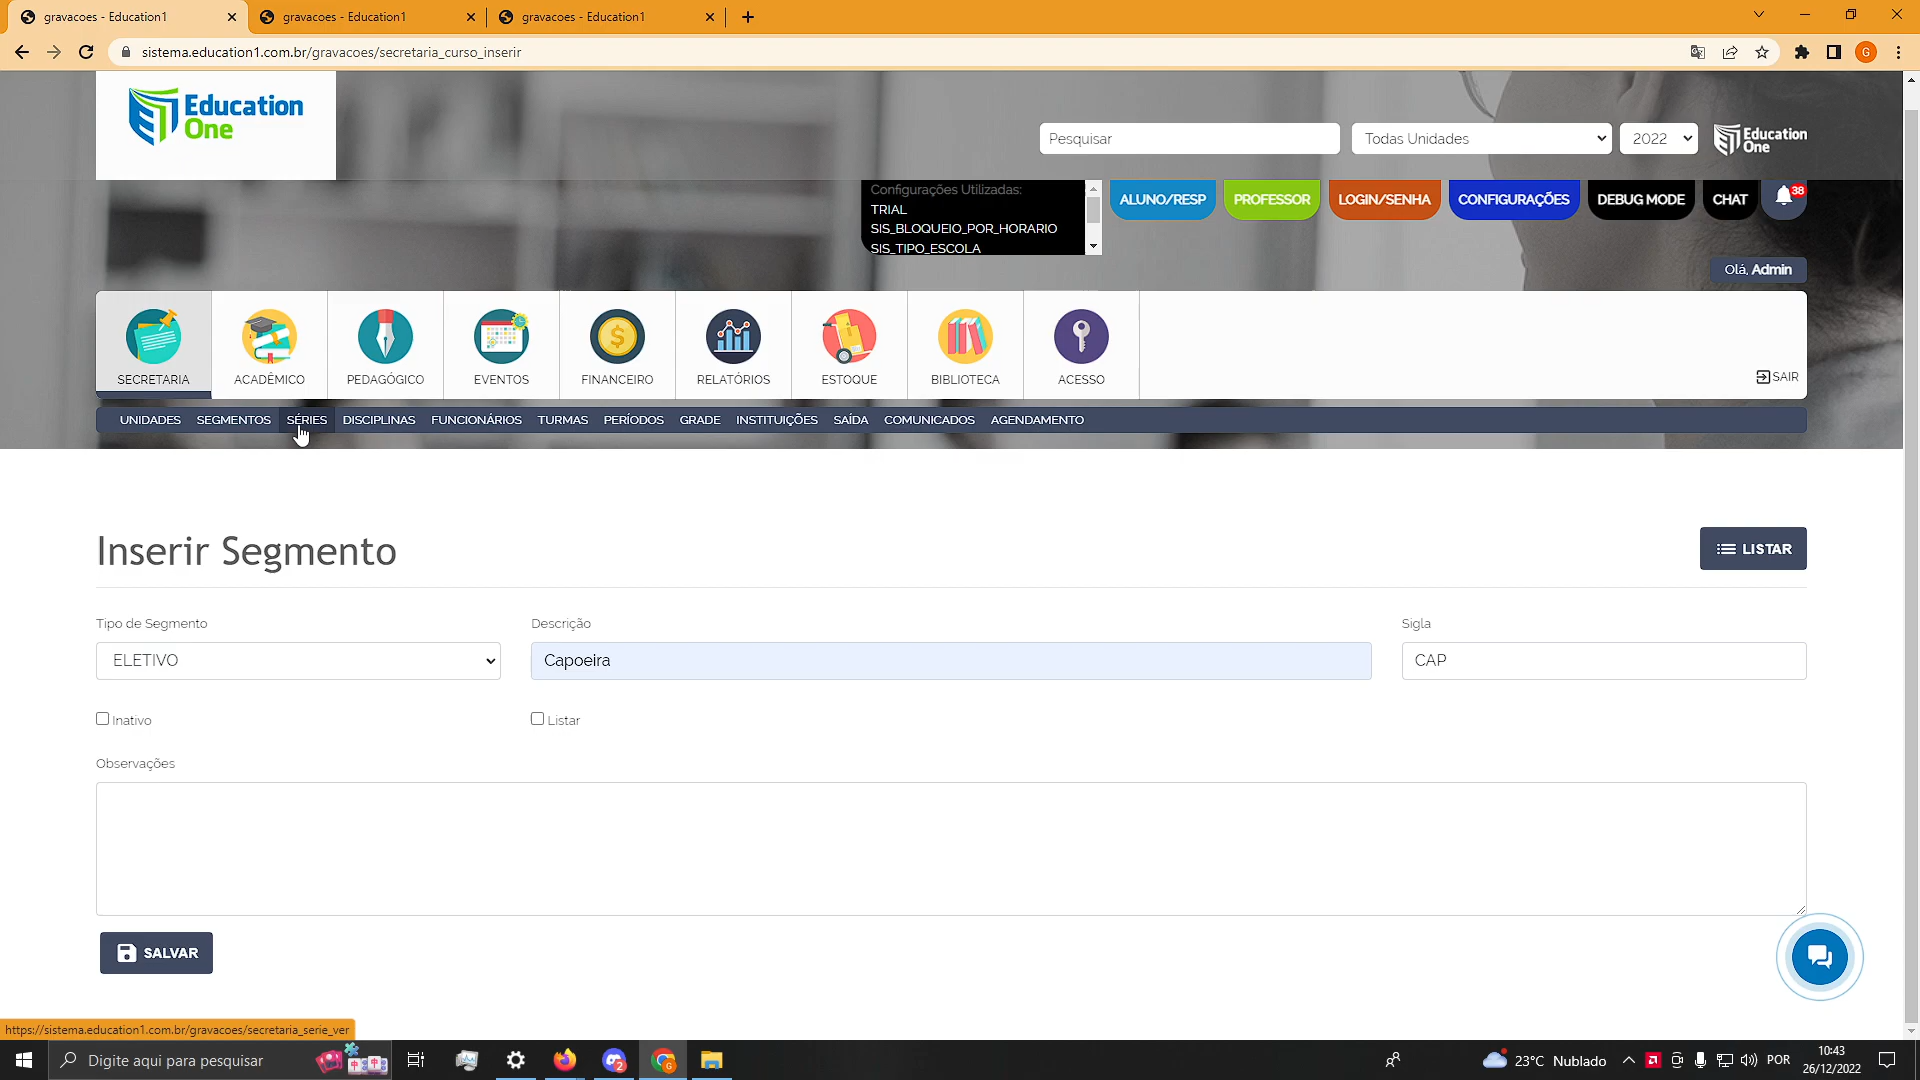 gravacoes - Education1
gravacoes - Education1
gravacoes - Education1
sistema.education1.com.br/gravacoes/secretaria_curso_inserir
G
Education
One
Pesquisar
Todas Unidades
2022
Education
One
Configurações Utilizadas:
TRIAL
SIS_BLOQUEIO_POR_HORARIO
SIS_TIPO_ESCOLA
ALUNO/RESP
PROFESSOR
LOGIN/SENHA
CONFIGURAÇÕES
DEBUG MODE
CHAT
38
Olá, Admin
SECRETARIA
ACADÊMICO
PEDAGÓGICO
EVENTOS
FINANCEIRO
RELATÓRIOS
ESTOQUE
BIBLIOTECA
ACESSO
SAIR
UNIDADES SEGMENTOS SÉRIES DISCIPLINAS FUNCIONÁRIOS TURMAS PERÍODOS GRADE INSTITUIÇÕES SAÍDA COMUNICADOS AGENDAMENTO
Inserir Segmento
LISTAR
Tipo de Segmento
Descrição
Sigla
ELETIVO
Capoeira
CAP
Inativo
Listar
Observações
SALVAR
https://sistema.education1.com.br/gravacoes/secretaria_serie_ver
Digite aqui para pesquisar
2
G
23°C Nublado
POR
10:43
26/12/2022